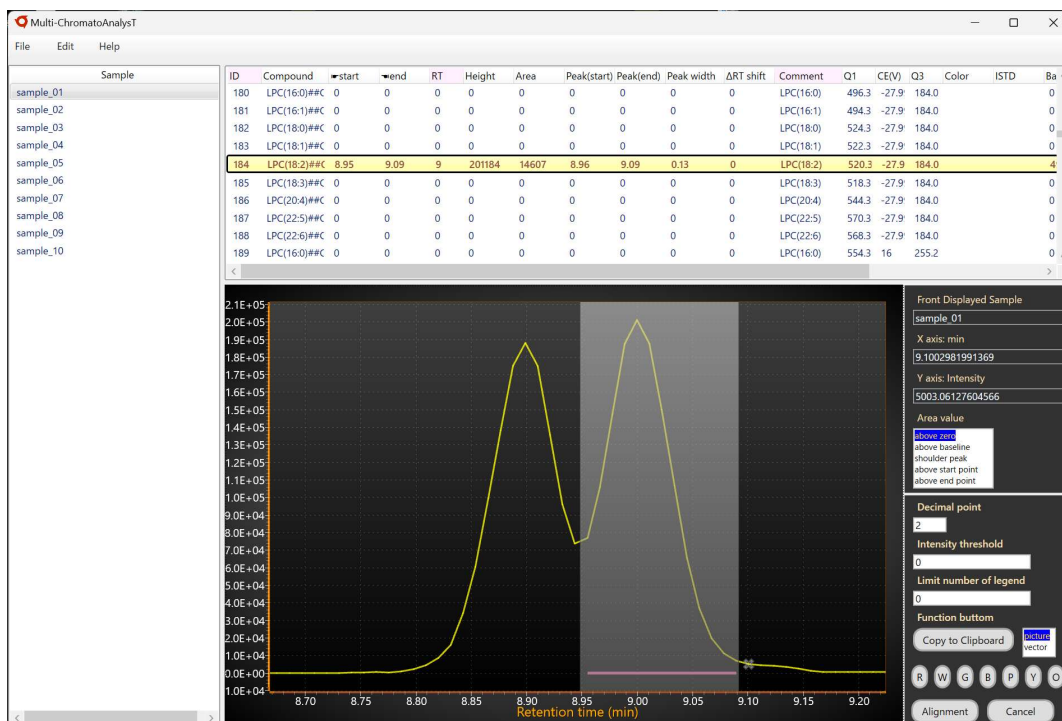 Multi-ChromatoAnalysT
File Edit Help
Sample
sample_01
sample_02
sample_03
sample_04
sample_05
sample_06
sample_07
sample_08
sample_09
sample_10
ID Compound start end RT Height Area Peak(start) Peak(end) Peak width ΔRT shift Comment Q1 CE(V) Q3 Color ISTD Ba
180 LPC(16:0)##C 0 0 0 0 0 0 0 0 0 LPC(16:0) 496.3 -27.9 184.0 0
181 LPC(16:1)##C 0 0 0 0 0 0 0 0 0 LPC(16:1) 494.3 -27.9 184.0 0
182 LPC(18:0)##C 0 0 0 0 0 0 0 0 0 LPC(18:0) 524.3 -27.9 184.0 0
183 LPC(18:1)##C 0 0 0 0 0 0 0 0 0 LPC(18:1) 522.3 -27.9 184.0 0
184 LPC(18:2)##C 8.95 9.09 9 201184 14607 8.96 9.09 0.13 0 LPC(18:2) 520.3 -27.9 184.0 4
185 LPC(18:3)##C 0 0 0 0 0 0 0 0 0 LPC(18:3) 518.3 -27.9 184.0 0
186 LPC(20:4)##C 0 0 0 0 0 0 0 0 0 LPC(20:4) 544.3 -27.9 184.0 0
187 LPC(22:5)##C 0 0 0 0 0 0 0 0 0 LPC(22:5) 570.3 -27.9 184.0 0
188 LPC(22:6)##C 0 0 0 0 0 0 0 0 0 LPC(22:6) 568.3 -27.9 184.0 0
189 LPC(16:0)##C 0 0 0 0 0 0 0 0 0 LPC(16:0) 554.3 16 255.2 0
2.1E+05
2.0E+05
1.9E+05
1.8E+05
1.7E+05
1.6E+05
1.5E+05
1.4E+05
1.3E+05
1.2E+05
1.1E+05
1.0E+05
9.0E+04
8.0E+04
7.0E+04
6.0E+04
5.0E+04
4.0E+04
3.0E+04
2.0E+04
1.0E+04
0.0E+00
1.0E+04
8.70 8.75 8.80 8.85 8.90 8.95 9.00 9.05 9.10 9.15 9.20
Retention time (min)
Front Displayed Sample
sample_01
X axis: min
9.1002981991369
Y axis: Intensity
5003.06127604566
Area value
above zero
above baseline
shoulder peak
above start point
above end point
Decimal point
2
Intensity threshold
0
Limit number of legend
0
Function buttom
Copy to Clipboard
picture
vector
R W G B P Y O
Alignment Cancel